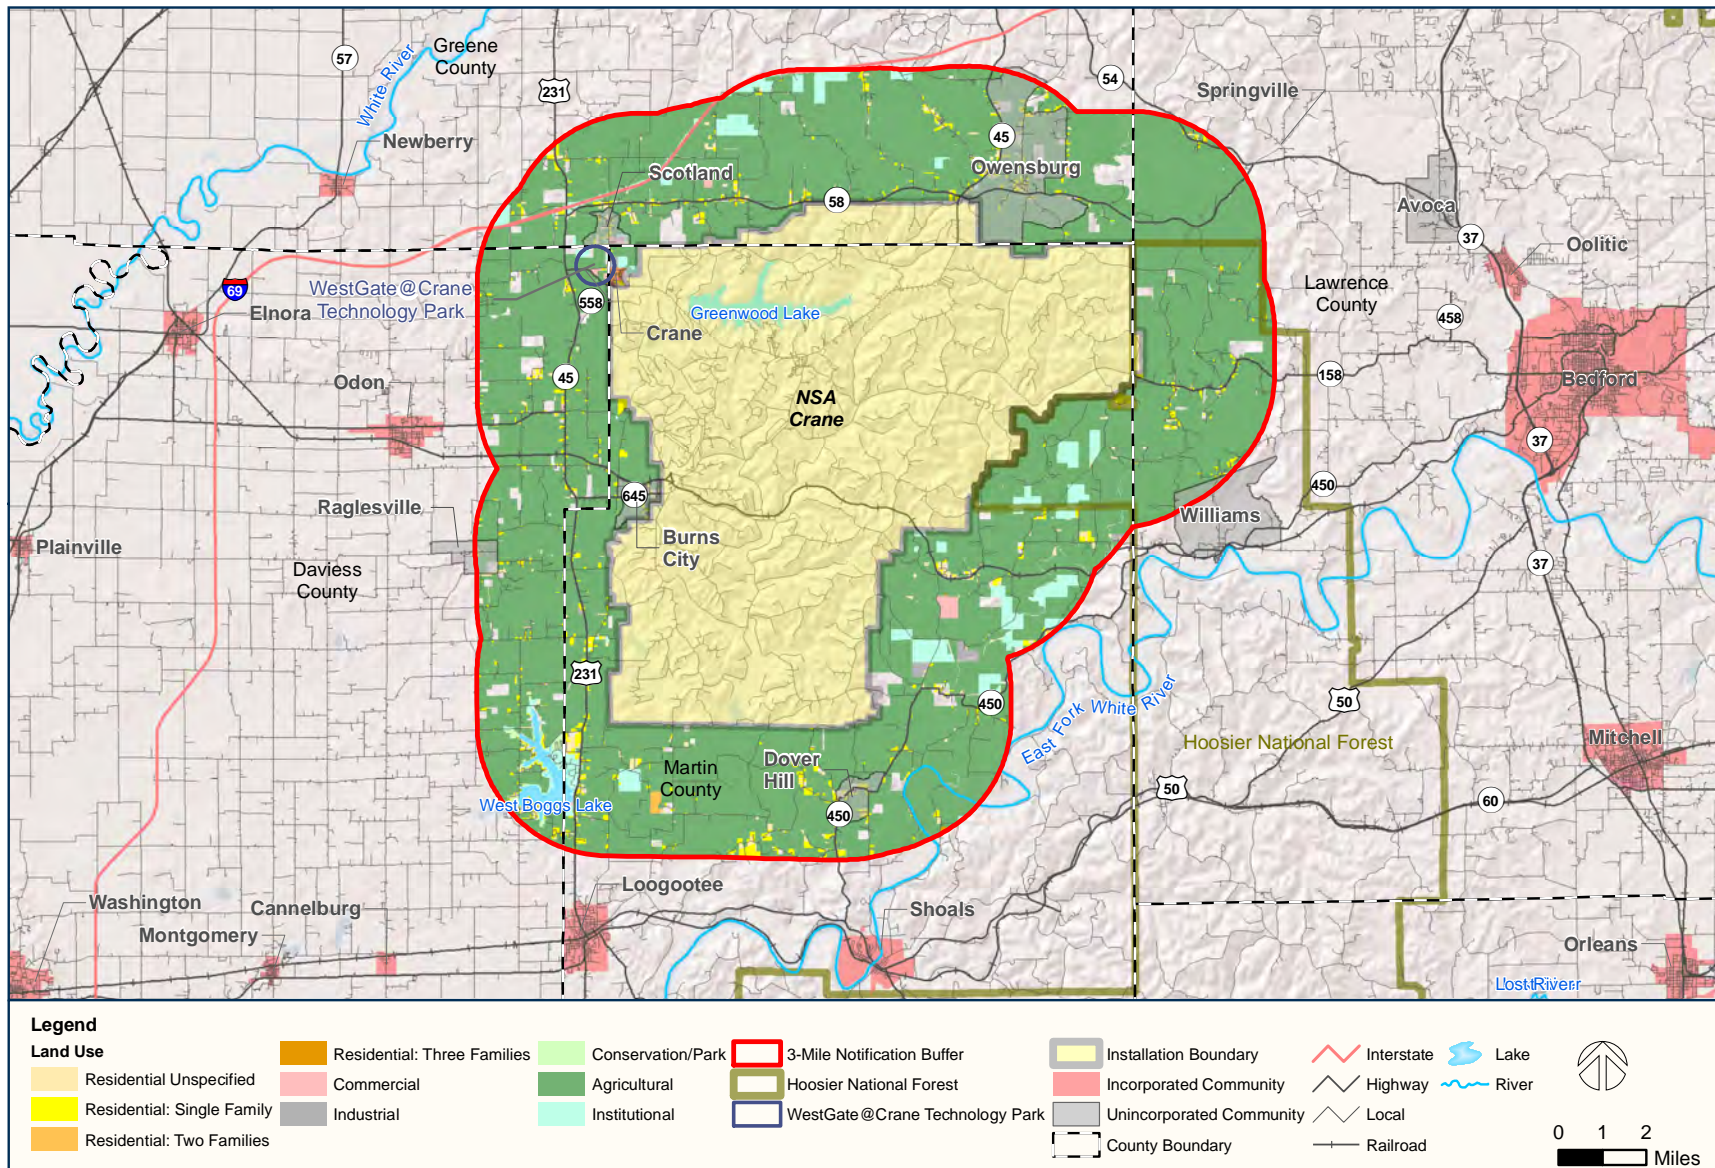 Greene
County
57
231
54
White River
Springville
Newberry
45
Scotland
Owensburg
58
Avoca
37
Oolitic
69
WestGate@Crane
Technology Park
Elnora
558
Greenwood Lake
Lawrence
County
Crane
458
Odon
45
NSA
Crane
158
Bedford
37
Raglesville
645
450
Williams
Plainville
Burns
City
Daviess
County
37
231
450
East Fork White River
50
Hoosier National Forest
Mitchell
Martin
County
Dover
Hill
West Boggs Lake
450
50
60
Loogootee
Washington
Cannelburg
Shoals
Montgomery
Orleans
Lost Riverr
Legend
Land Use
Residential Unspecified
Residential: Single Family
Residential: Two Families
Residential: Three Families
Commercial
Industrial
Conservation/Park
Agricultural
Institutional
3-Mile Notification Buffer
Hoosier National Forest
WestGate@Crane Technology Park
Installation Boundary
Incorporated Community
Unincorporated Community
County Boundary
Interstate
Highway
Local
Railroad
Lake
River
0 1 2
Miles